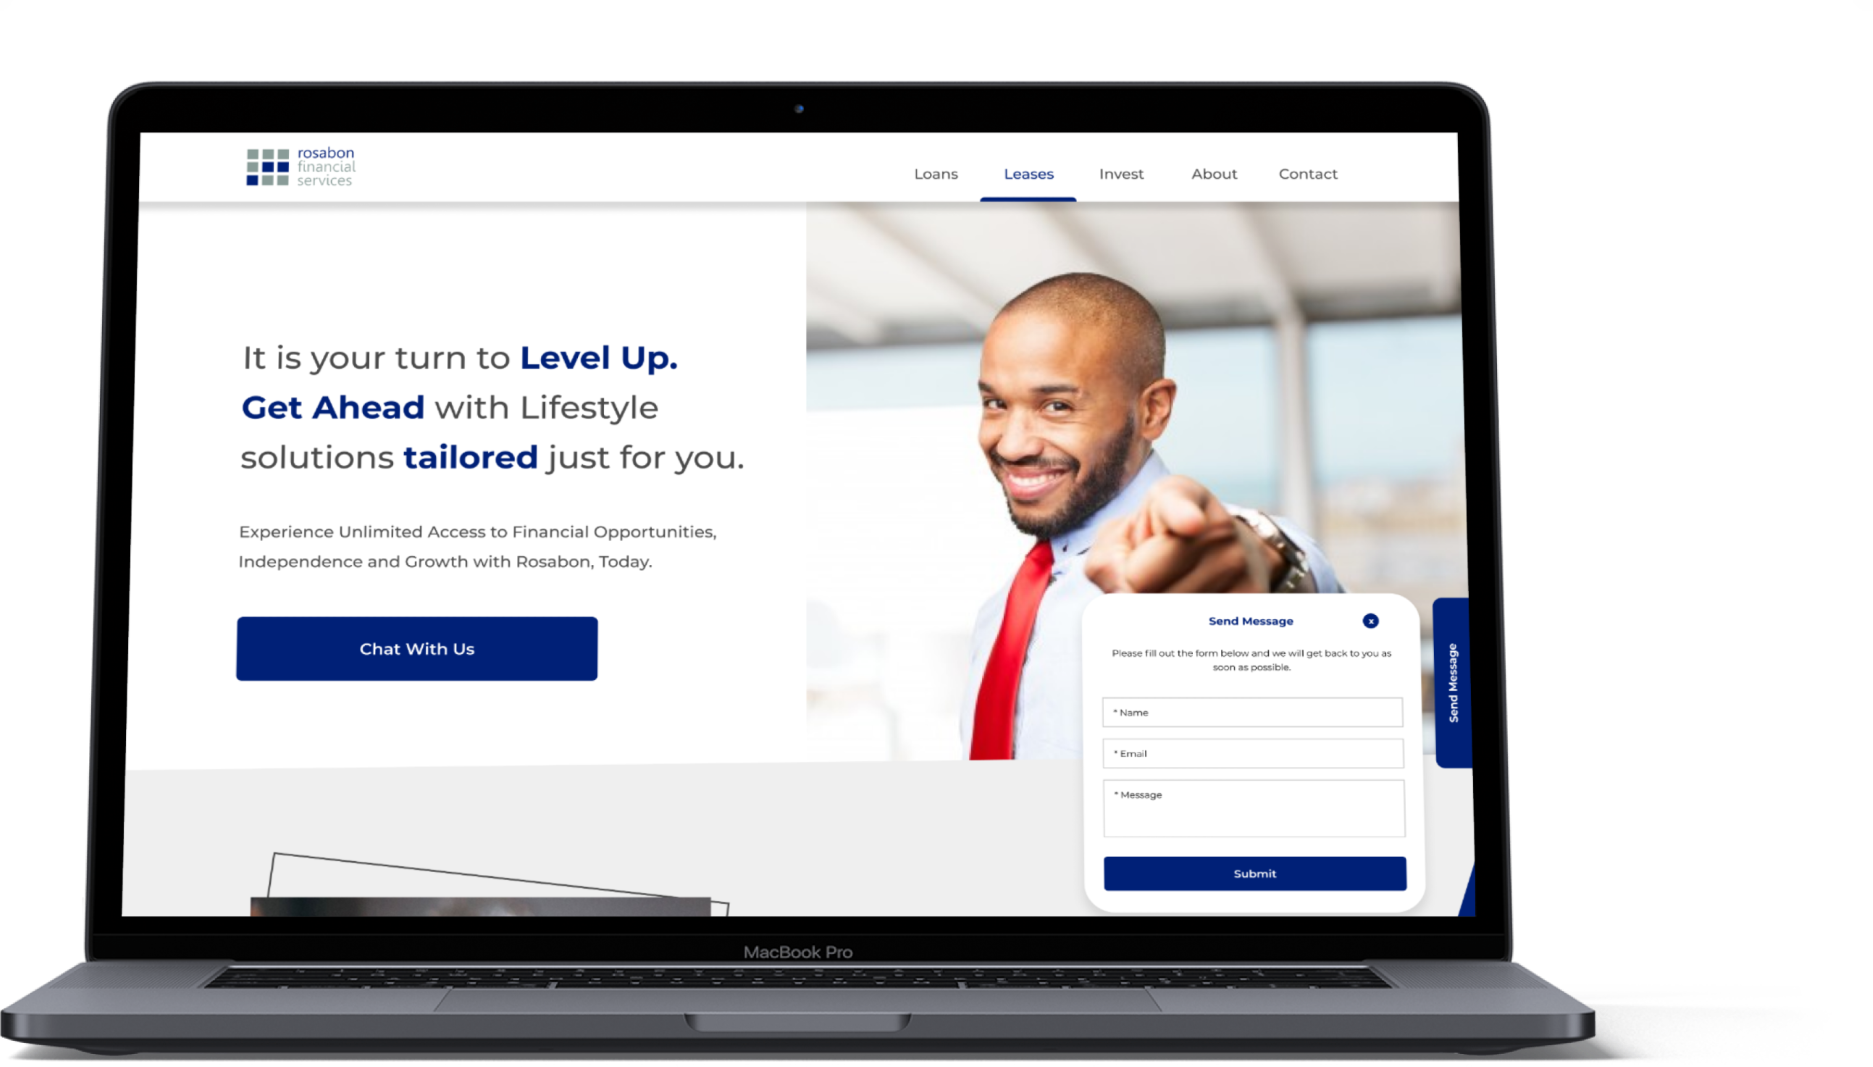 rosabon
financial
services
Loans
Leases
Invest
About
Contact
It is your turn to Level Up.
Get Ahead with Lifestyle
solutions tailored just for you.
Experience Unlimited Access to Financial Opportunities,
Independence and Growth with Rosabon, Today.
Chat With Us
Send Message
x
Please fill out the form below and we will get back to you as
soon as possible.
* Name
* Email
* Message
Submit
Send Message
MacBook Pro